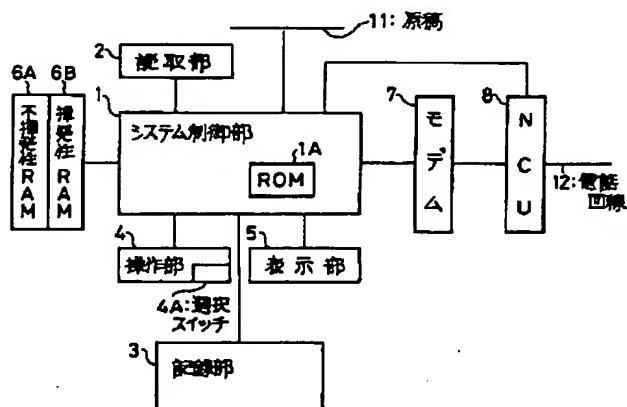 11:原稿
2
読取部
6A 6B
不揮発性RAM
揮発性RAM
1
システム制御部
1A
ROM
7
モデム
8
NCU
12:電話
回線
4
操作部
4A:選択
スイッチ
5
表示部
3
記録部